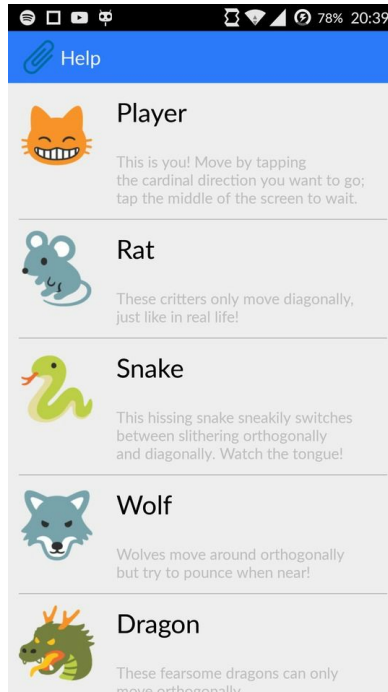 78% 20:39
Help
Player
This is you! Move by tapping
the cardinal direction you want to go;
tap the middle of the screen to wait.
Rat
These critters only move diagonally,
just like in real life!
Snake
This hissing snake sneakily switches
between slithering orthogonally
and diagonally. Watch the tongue!
Wolf
Wolves move around orthogonally
but try to pounce when near!
Dragon
These fearsome dragons can only
move orthogonally